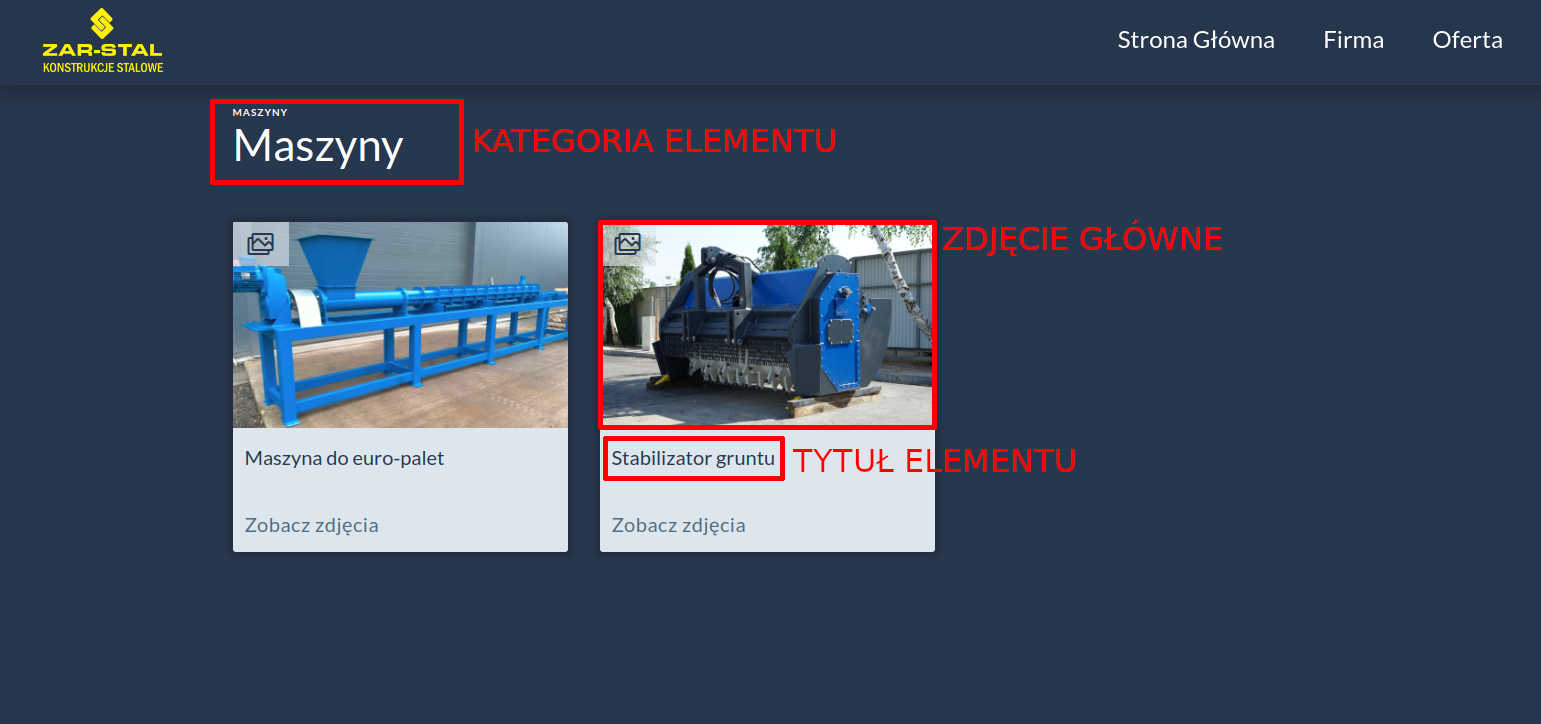 ZAR-STAL
KONSTRUKCJE STALOWE
Strona Główna Firma Oferta
MASZYNY
Maszyny
KATEGORIA ELEMENTU
ZDJĘCIE GŁÓWNE
Maszyna do euro-palet
Stabilizator gruntu
TYTUŁ ELEMENTU
Zobacz zdjęcia
Zobacz zdjęcia